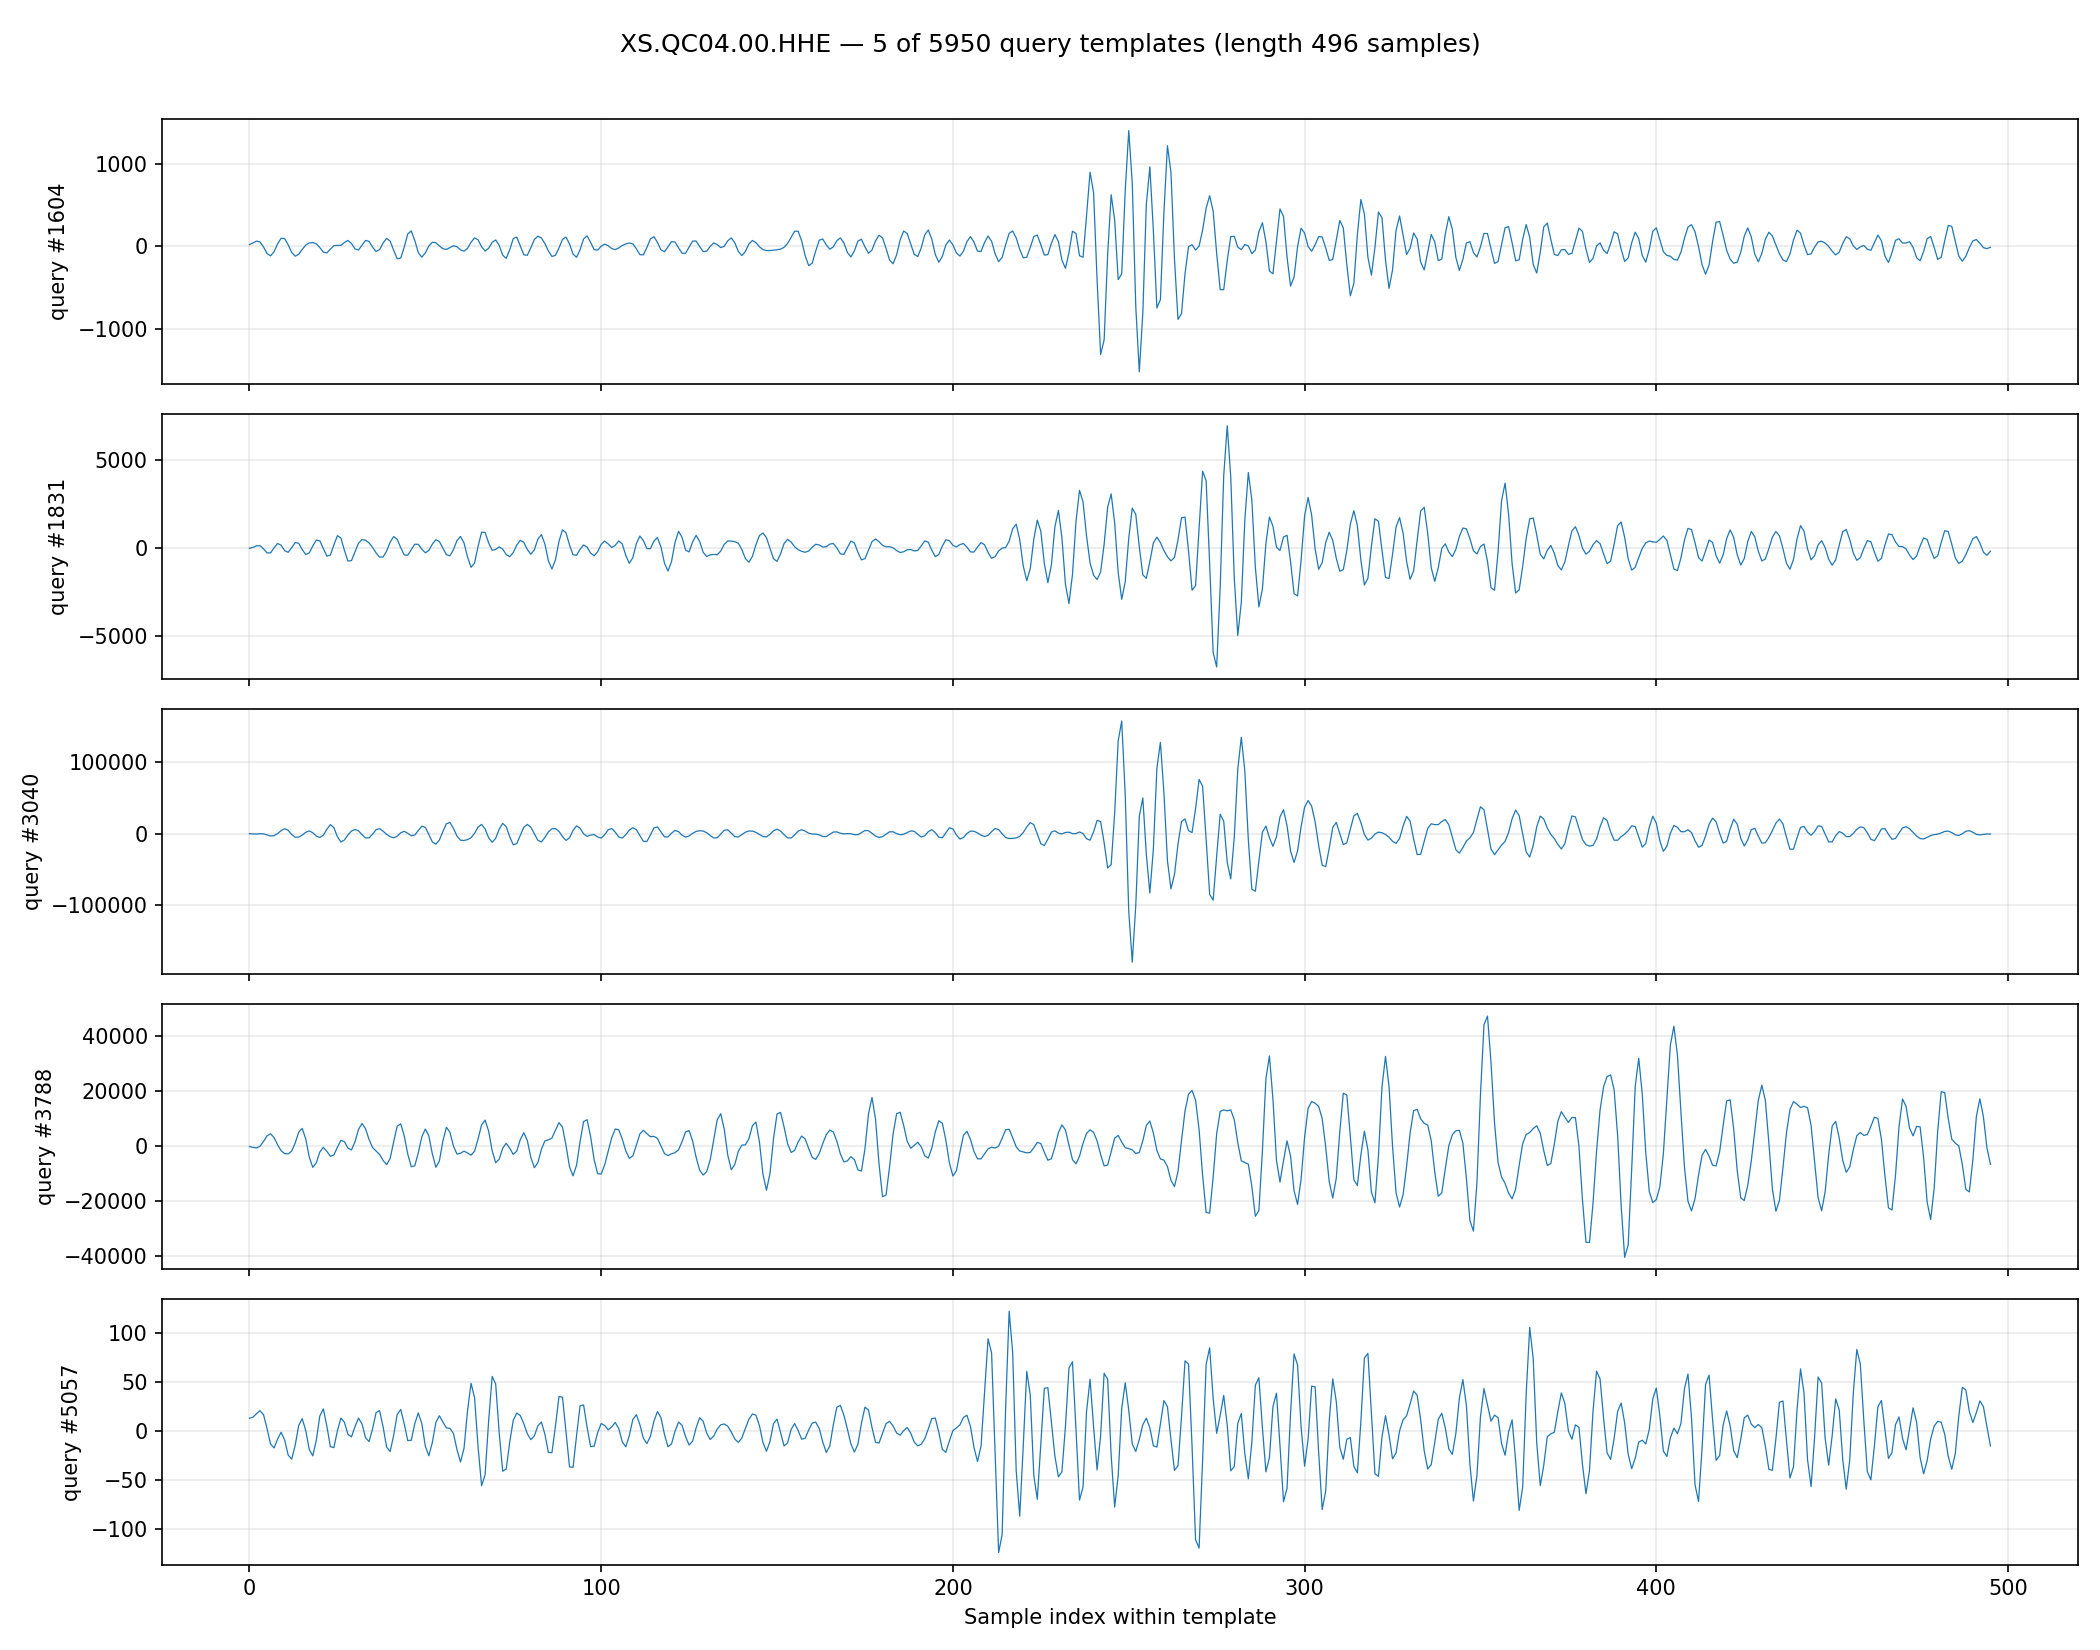 XS.QC04.00.HHE — 5 of 5950 query templates (length 496 samples)
query #1604
1000
0
−1000
query #1831
5000
0
−5000
query #3040
100000
0
−100000
query #3788
40000
20000
0
−20000
−40000
query #5057
100
50
0
−50
−100
0 100 200 300 400 500
Sample index within template